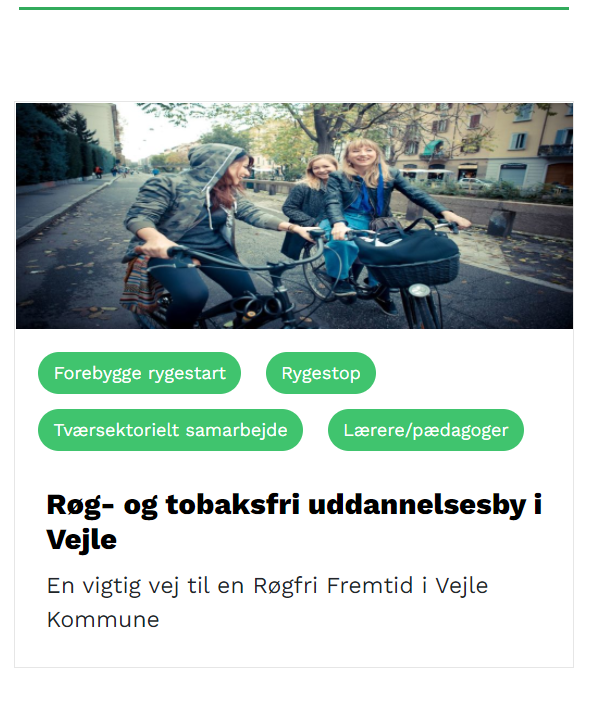 Forebygge rygestart
Rygestop
Tværsektorielt samarbejde
Lærere/pædagoger
Røg- og tobaksfri uddannelsesby i
Vejle
En vigtig vej til en Røgfri Fremtid i Vejle
Kommune